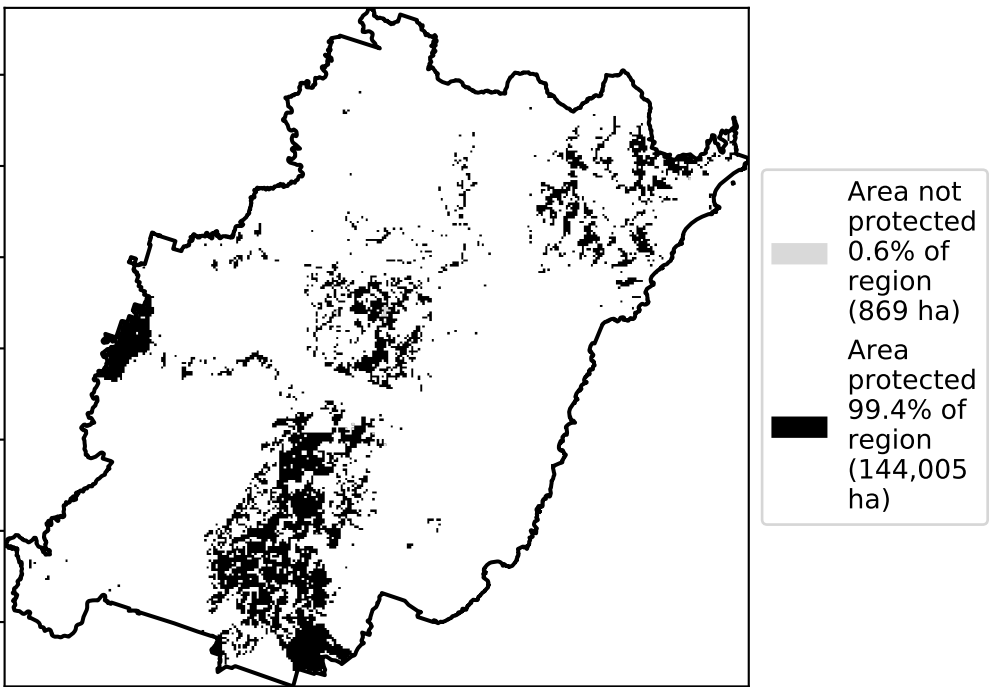 Area not
protected
0.6% of
region
(869 ha)
Area
protected
99.4% of
region
(144,005
ha)